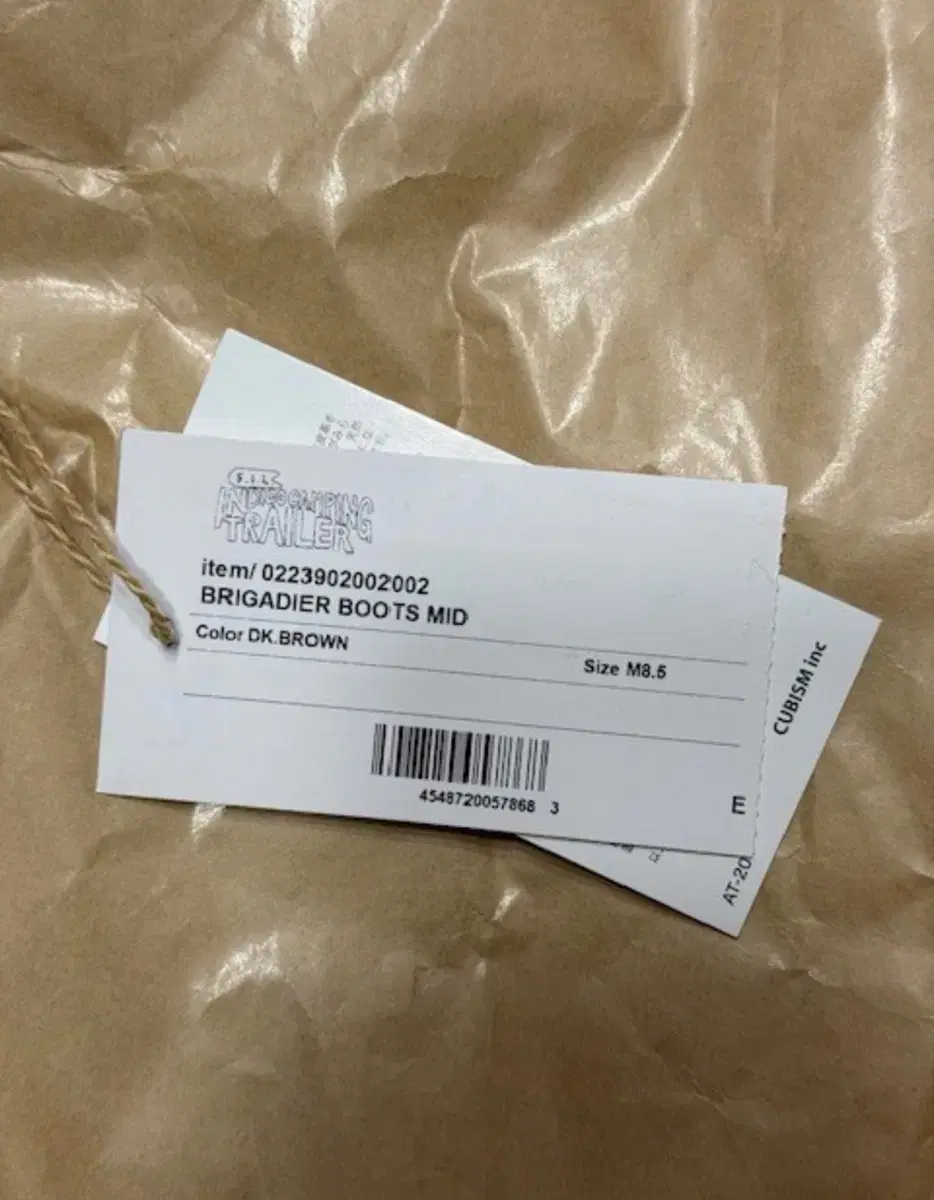 S.I.L.
INDIGO CAMPING
TRAILER
item/ 0223902002002
BRIGADIER BOOTS MID
Color DK.BROWN
Size M8.5
4548720057868 3
E
CUBISM inc
AT-20